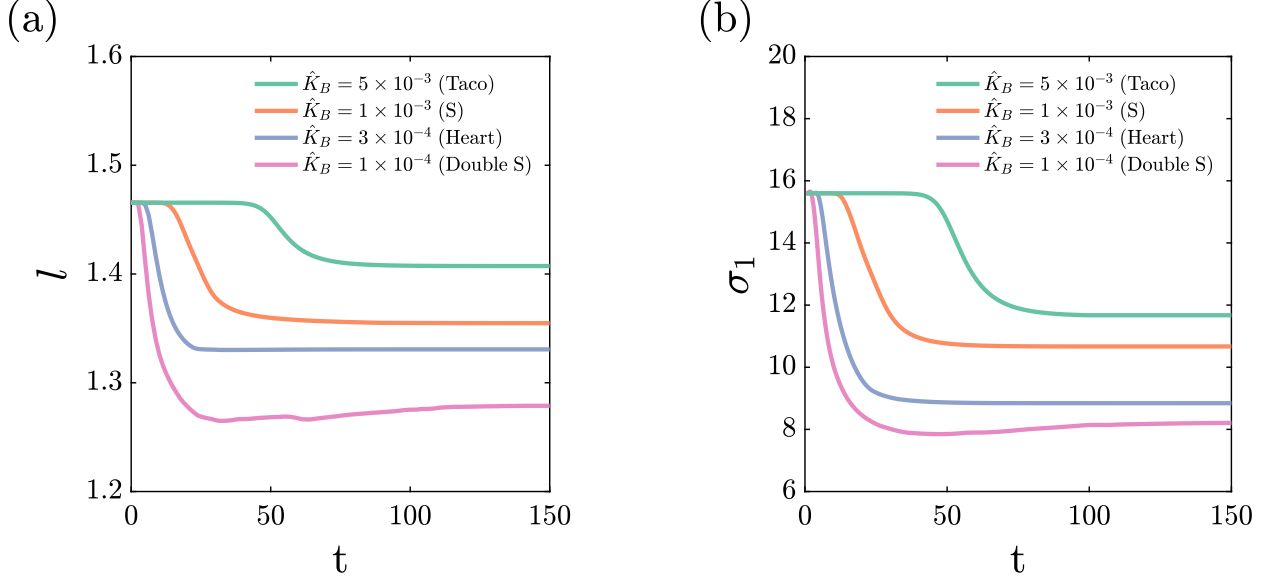 (a)
1.6
1.5
1.4
1.3
1.2
l
K̂_B = 5 × 10⁻³ (Taco)
K̂_B = 1 × 10⁻³ (S)
K̂_B = 3 × 10⁻⁴ (Heart)
K̂_B = 1 × 10⁻⁴ (Double S)
0 50 100 150
t
(b)
20
18
16
14
12
10
8
6
σ₁
K̂_B = 5 × 10⁻³ (Taco)
K̂_B = 1 × 10⁻³ (S)
K̂_B = 3 × 10⁻⁴ (Heart)
K̂_B = 1 × 10⁻⁴ (Double S)
0 50 100 150
t